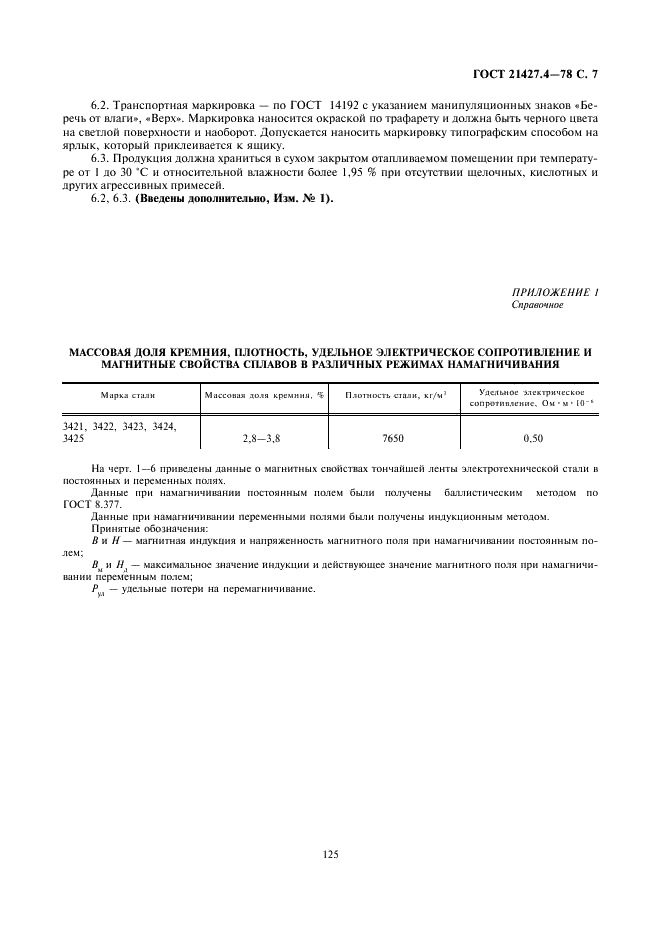 ГОСТ 21427.4—78 С. 7
6.2. Транспортная маркировка — по ГОСТ 14192 с указанием манипуляционных знаков «Бе-
речь от влаги», «Верх». Маркировка наносится окраской по трафарету и должна быть черного цвета
на светлой поверхности и наоборот. Допускается наносить маркировку типографским способом на
ярлык, который приклеивается к ящику.
6.3. Продукция должна храниться в сухом закрытом отапливаемом помещении при температу-
ре от 1 до 30 °С и относительной влажности более 1,95 % при отсутствии щелочных, кислотных и
других агрессивных примесей.
6.2, 6.3. (Введены дополнительно, Изм. № 1).
ПРИЛОЖЕНИЕ 1
Справочное
МАССОВАЯ ДОЛЯ КРЕМНИЯ, ПЛОТНОСТЬ, УДЕЛЬНОЕ ЭЛЕКТРИЧЕСКОЕ СОПРОТИВЛЕНИЕ И
МАГНИТНЫЕ СВОЙСТВА СПЛАВОВ В РАЗЛИЧНЫХ РЕЖИМАХ НАМАГНИЧИВАНИЯ
Марка стали Массовая доля кремния, % Плотность стали, кг/м³ Удельное электрическое
сопротивление, Ом·м·10⁻⁶
3421, 3422, 3423, 3424,
3425 2,8—3,8 7650 0,50
На черт. 1—6 приведены данные о магнитных свойствах тончайшей ленты электротехнической стали в
постоянных и переменных полях.
Данные при намагничивании постоянным полем были получены баллистическим методом по
ГОСТ 8.377.
Данные при намагничивании переменными полями были получены индукционным методом.
Принятые обозначения:
В и Н — магнитная индукция и напряженность магнитного поля при намагничивании постоянным по-
лем;
Вм и Нд — максимальное значение индукции и действующее значение магнитного поля при намагничи-
вании переменным полем;
Руд — удельные потери на перемагничивание.
125